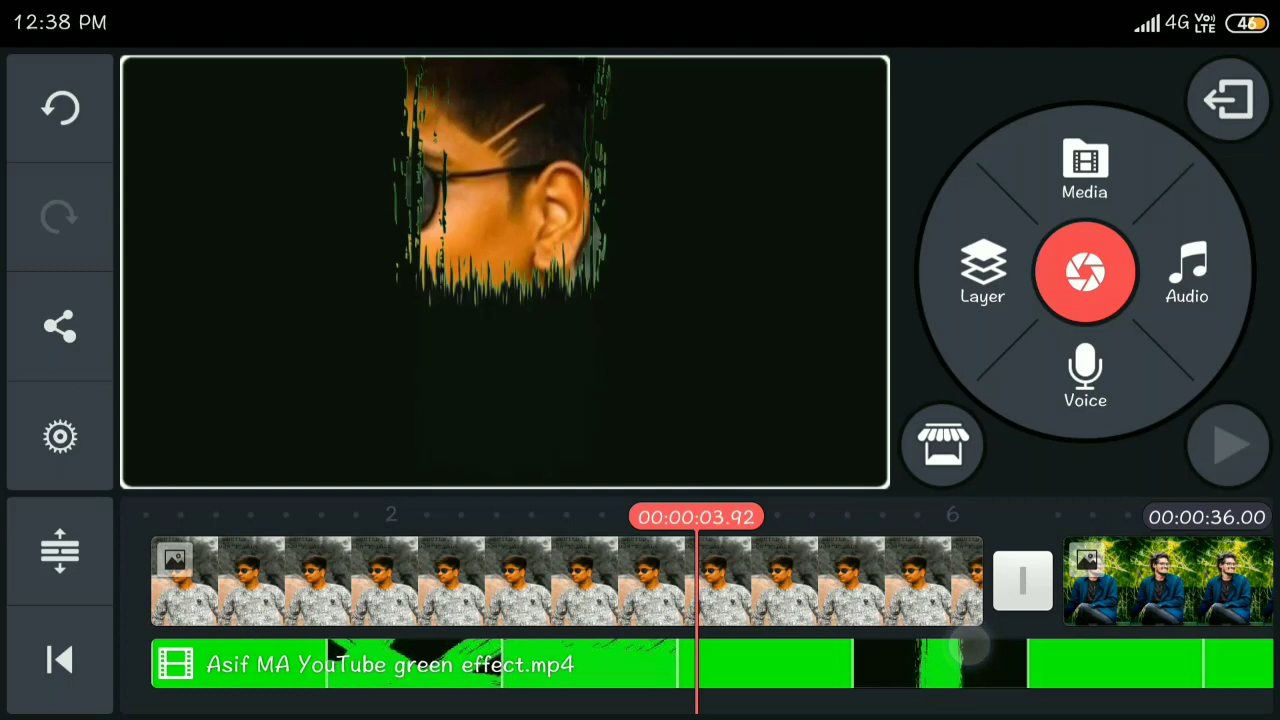 12:38 PM
4G Vo)) LTE 46
Media
Layer
Audio
Voice
2
00:00:03.92
6
00:00:36.00
Asif MA YouTube green effect.mp4